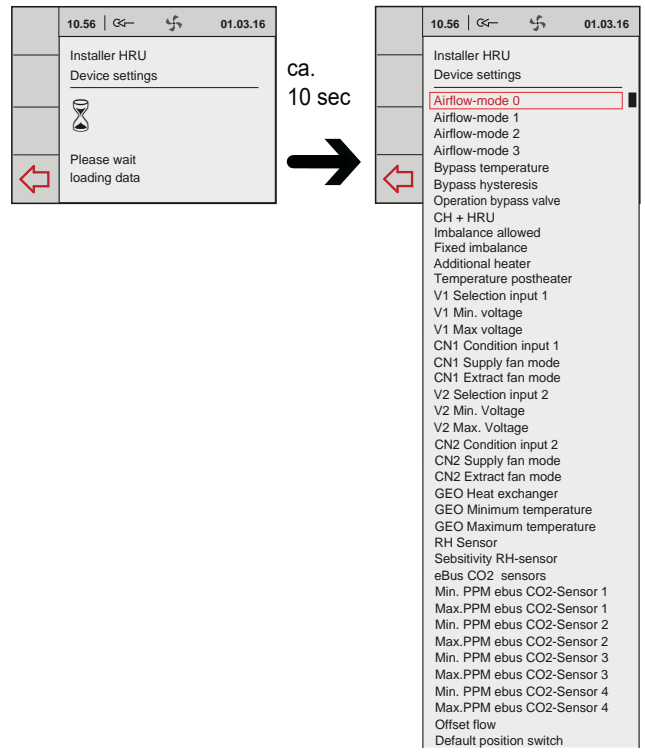 10.56
01.03.16
Installer HRU
Device settings
Please wait
loading data
ca.
10 sec
10.56
01.03.16
Installer HRU
Device settings
Airflow-mode 0
Airflow-mode 1
Airflow-mode 2
Airflow-mode 3
Bypass temperature
Bypass hysteresis
Operation bypass valve
CH + HRU
Imbalance allowed
Fixed imbalance
Additional heater
Temperature postheater
V1 Selection input 1
V1 Min. voltage
V1 Max voltage
CN1 Condition input 1
CN1 Supply fan mode
CN1 Extract fan mode
V2 Selection input 2
V2 Min. Voltage
V2 Max. Voltage
CN2 Condition input 2
CN2 Supply fan mode
CN2 Extract fan mode
GEO Heat exchanger
GEO Minimum temperature
GEO Maximum temperature
RH Sensor
Sebsitivity RH-sensor
eBus CO2 sensors
Min. PPM ebus CO2-Sensor 1
Max.PPM ebus CO2-Sensor 1
Min. PPM ebus CO2-Sensor 2
Max.PPM ebus CO2-Sensor 2
Min. PPM ebus CO2-Sensor 3
Max.PPM ebus CO2-Sensor 3
Min. PPM ebus CO2-Sensor 4
Max.PPM ebus CO2-Sensor 4
Offset flow
Default position switch